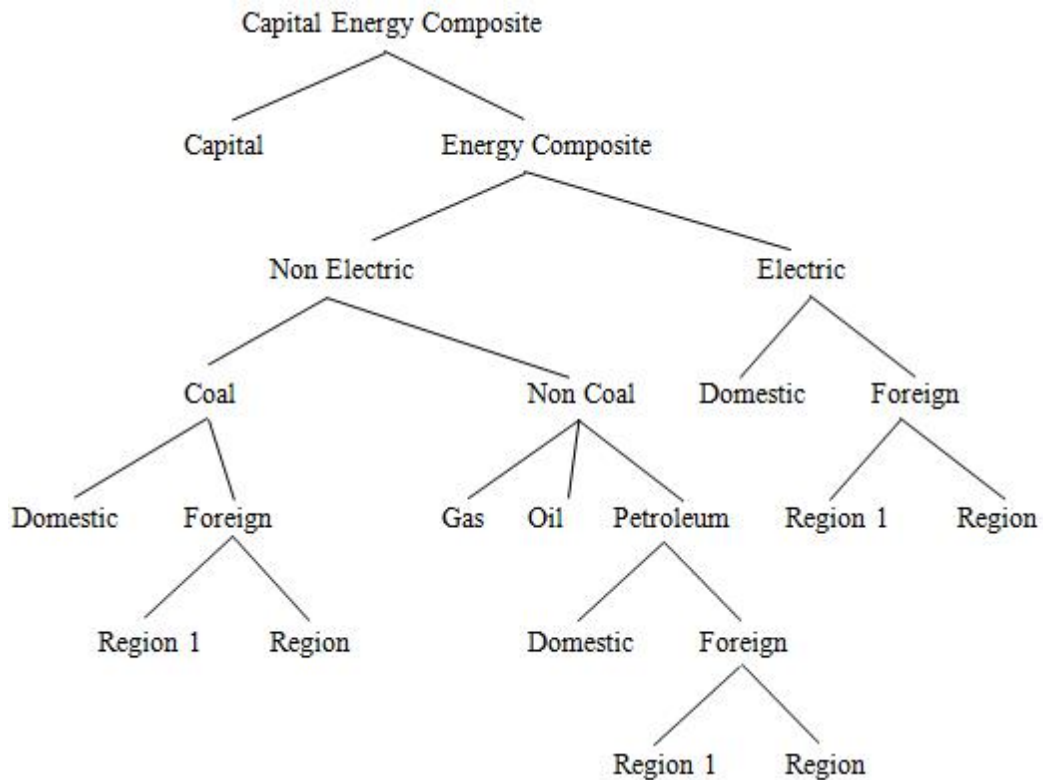 Capital Energy Composite
Capital Energy Composite
Non Electric Electric
Coal Non Coal Domestic Foreign
Domestic Foreign Gas Oil Petroleum Region 1 Region
Region 1 Region Domestic Foreign
Region 1 Region